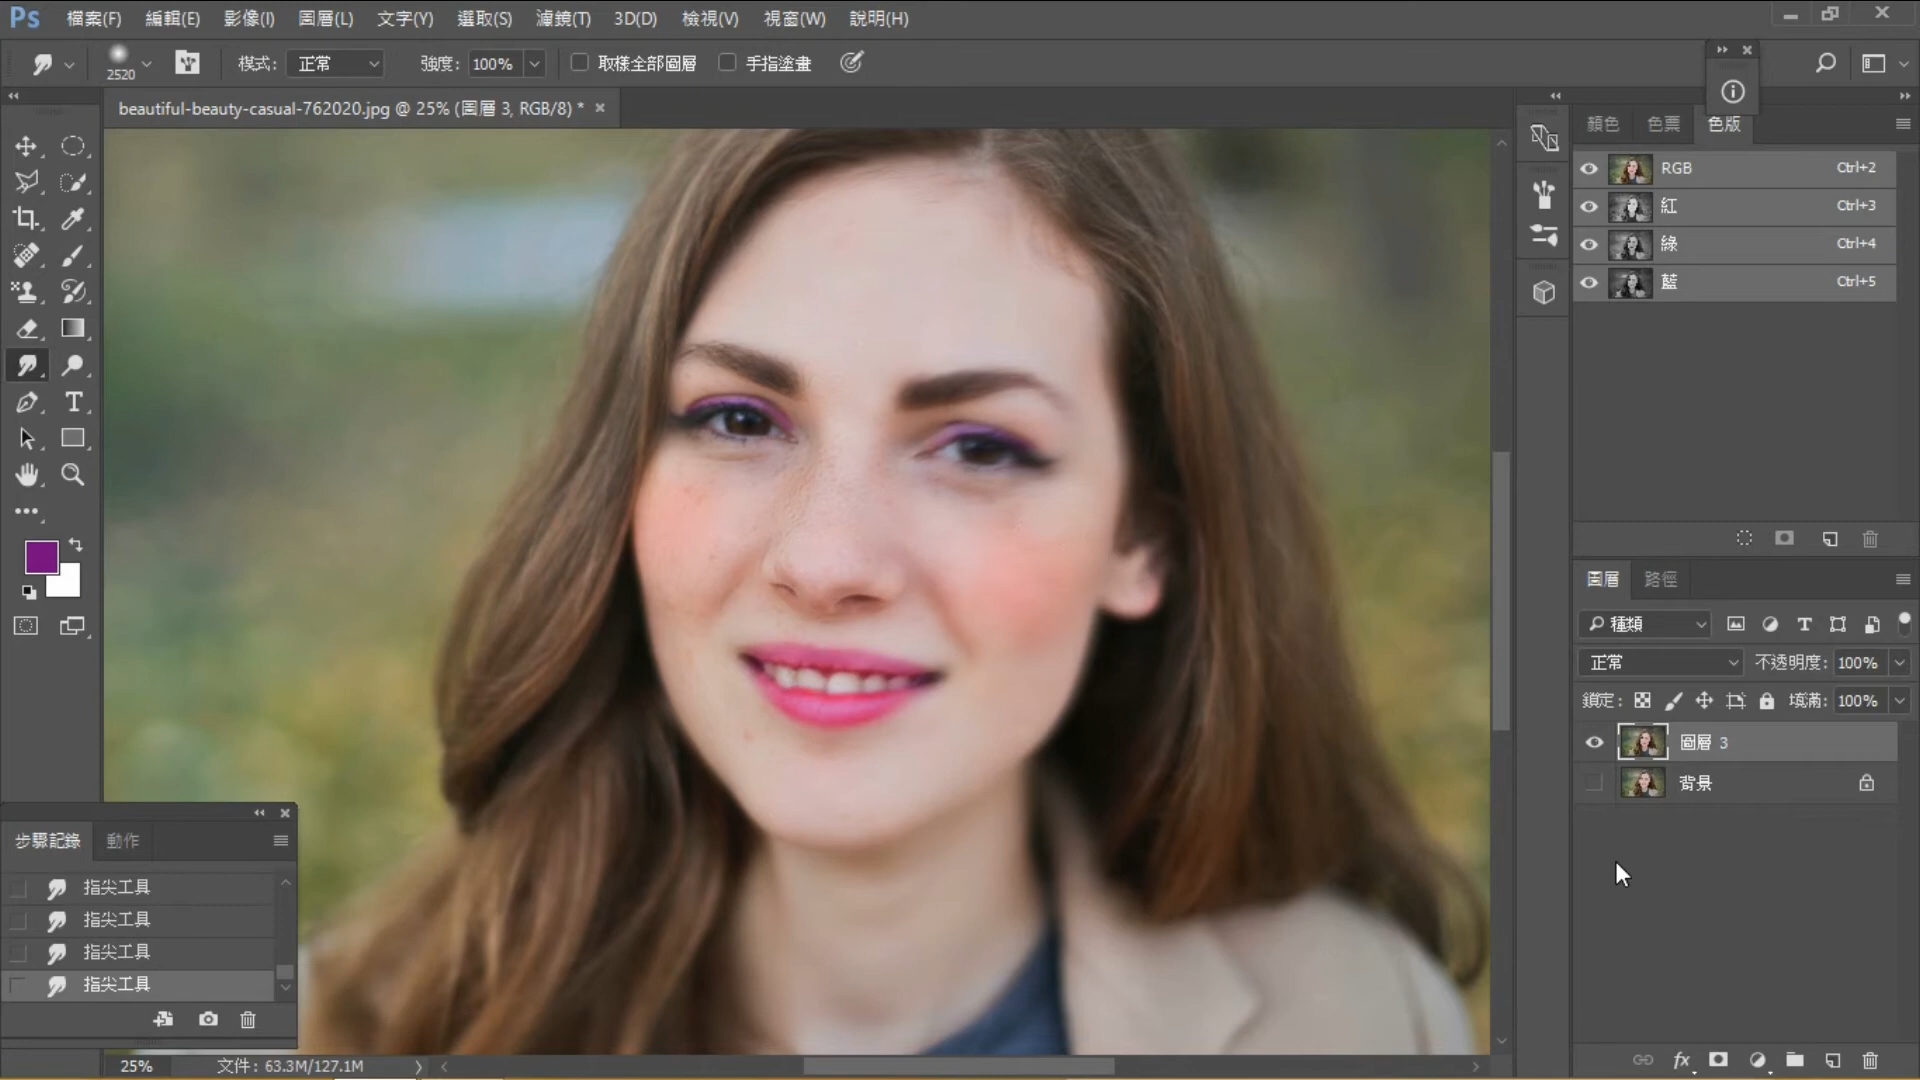 Ps 檔案(F) 編輯(E) 影像(I) 圖層(L) 文字(Y) 選取(S) 濾鏡(T) 3D(D) 檢視(V) 視窗(W) 說明(H)
2520 模式: 正常 強度: 100% 取樣全部圖層 手指塗畫
beautiful-beauty-casual-762020.jpg @ 25% (圖層 3, RGB/8) *
顏色 色票 色版
RGB Ctrl+2
紅 Ctrl+3
綠 Ctrl+4
藍 Ctrl+5
圖層 路徑
種類
正常 不透明度: 100%
鎖定: 填滿: 100%
圖層 3
背景
步驟記錄 動作
指尖工具
指尖工具
指尖工具
指尖工具
25% 文件: 63.3M/127.1M